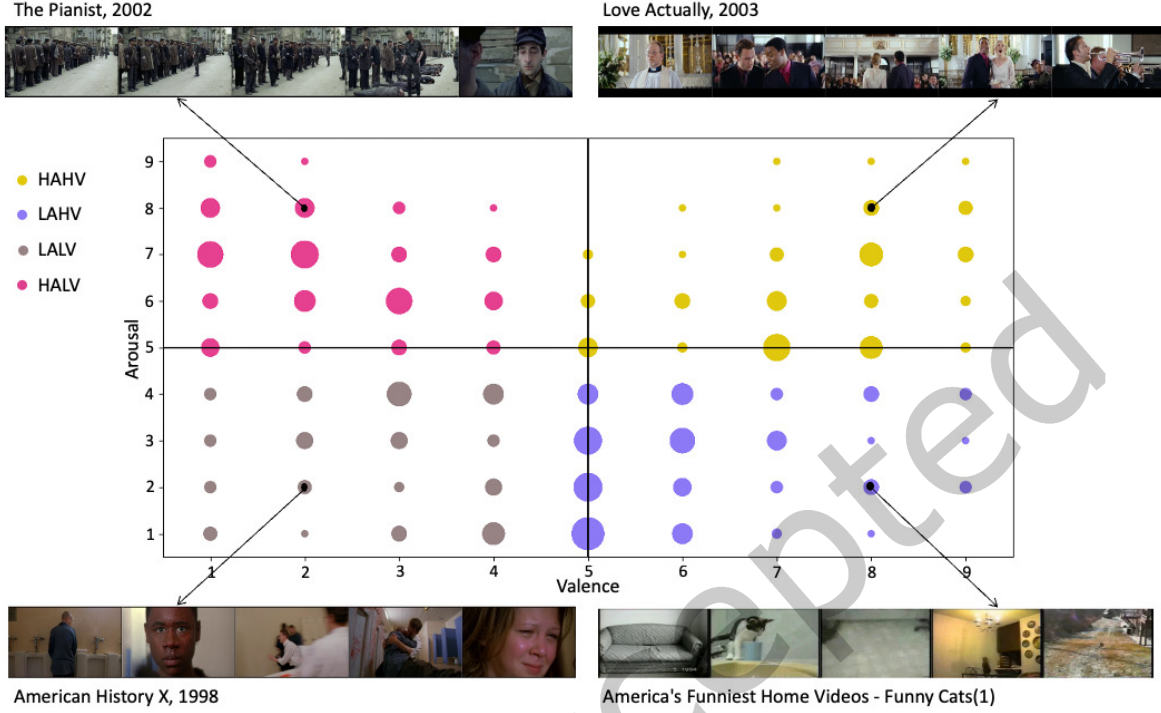 The Pianist, 2002
Love Actually, 2003
HAHV
LAHV
LALV
HALV
Arousal
9
8
7
6
5
4
3
2
1
1 2 3 4 5 6 7 8 9
Valence
American History X, 1998
America's Funniest Home Videos - Funny Cats(1)
cepted